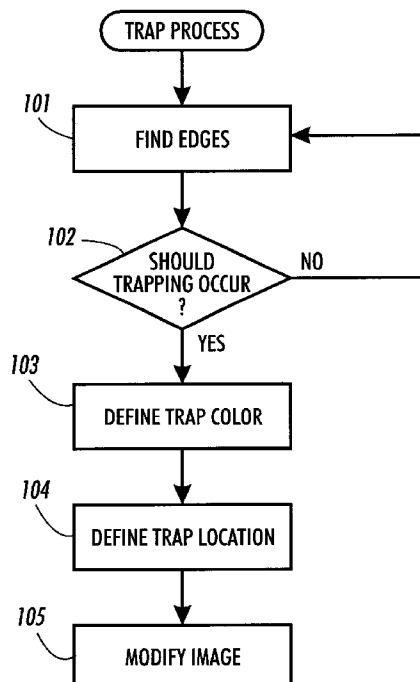 TRAP PROCESS
101
FIND EDGES
102
SHOULD
TRAPPING OCCUR
?
NO
YES
103
DEFINE TRAP COLOR
104
DEFINE TRAP LOCATION
105
MODIFY IMAGE